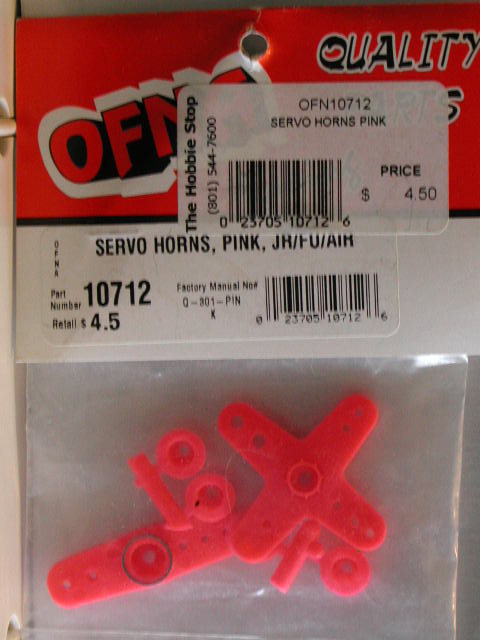 QUALITY
PARTS
OFN
The Hobbie Stop
(801) 544-7600
OFN10712
SERVO HORNS PINK
PRICE
$ 4.50
0 23705 10712 6
SERVO HORNS, PINK, JR/FU/AIR
OFNA
Part Number 10712
Retail $ 4.5
Factory Manual No#
Q-301-PIN
K
0 23705 10712 6